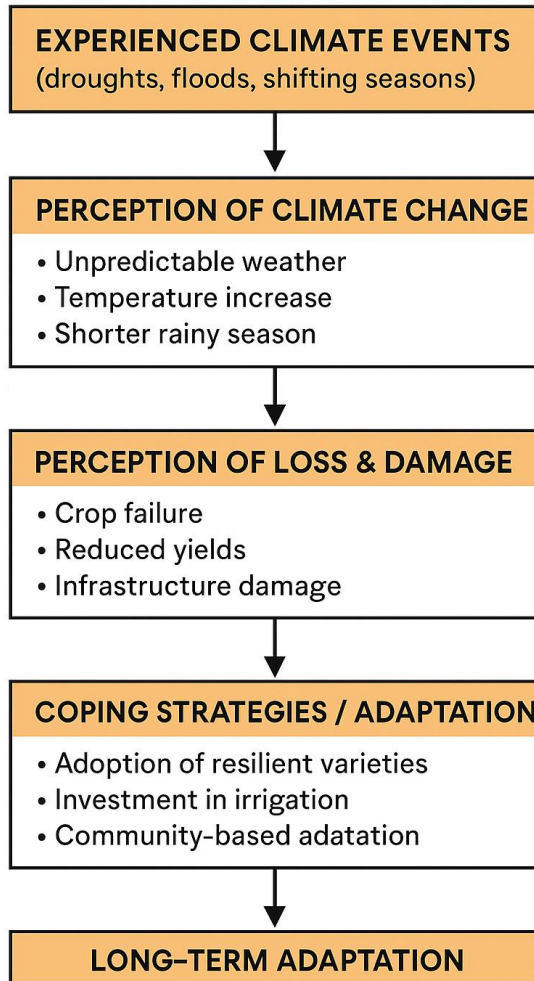 EXPERIENCED CLIMATE EVENTS
(droughts, floods, shifting seasons)
PERCEPTION OF CLIMATE CHANGE
• Unpredictable weather
• Temperature increase
• Shorter rainy season
PERCEPTION OF LOSS & DAMAGE
• Crop failure
• Reduced yields
• Infrastructure damage
COPING STRATEGIES / ADAPTATION
• Adoption of resilient varieties
• Investment in irrigation
• Community-based adatation
LONG–TERM ADAPTATION